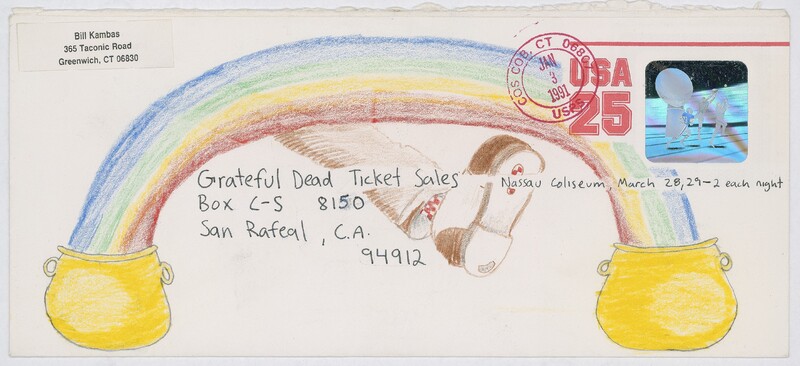 Bill Kambas
365 Taconic Road
Greenwich, CT 06830
COS COB, CT 06807
JAN
3
1991
USPS
USA
25
Grateful Dead Ticket Sales
Nassau Coliseum, March 28, 29-2 each night
Box C-S 8150
San Rafeal, C.A.
94912